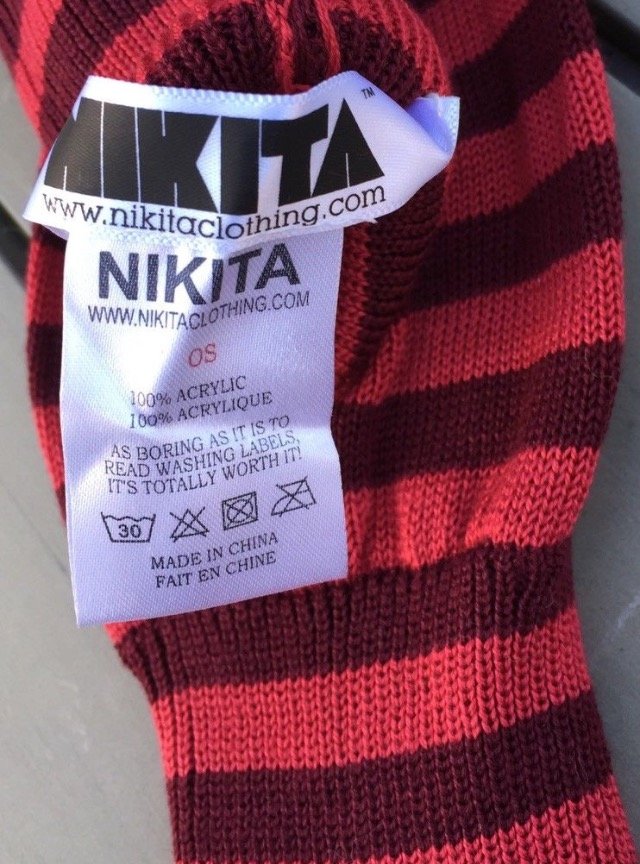 NIKITA™
www.nikitaclothing.com
NIKITA
WWW.NIKITACLOTHING.COM
OS
100% ACRYLIC
100% ACRYLIQUE
AS BORING AS IT IS TO
READ WASHING LABELS,
IT'S TOTALLY WORTH IT!
30
MADE IN CHINA
FAIT EN CHINE